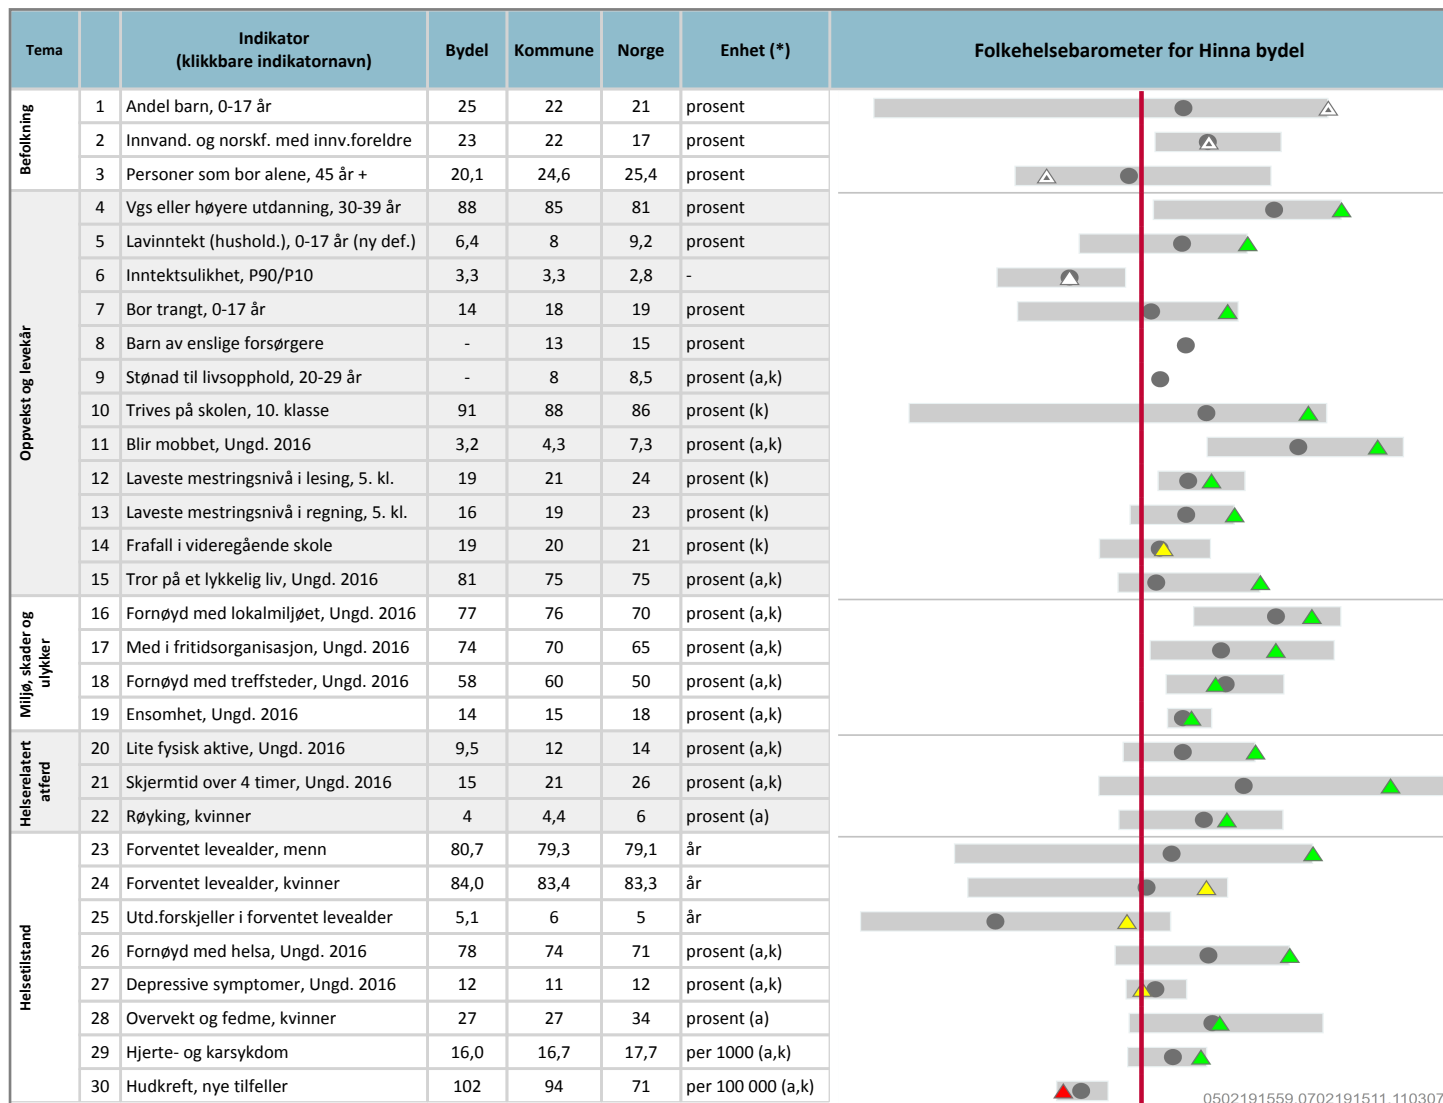 Tema Indikator (klikkbare indikatornavn) Bydel Kommune Norge Enhet (*) Folkehelsebarometer for Hinna bydel
Befolkning
1 Andel barn, 0-17 år 25 22 21 prosent
2 Innvand. og norskf. med innv.foreldre 23 22 17 prosent
3 Personer som bor alene, 45 år + 20,1 24,6 25,4 prosent
Oppvekst og levekår
4 Vgs eller høyere utdanning, 30-39 år 88 85 81 prosent
5 Lavinntekt (hushold.), 0-17 år (ny def.) 6,4 8 9,2 prosent
6 Inntektsulikhet, P90/P10 3,3 3,3 2,8 -
7 Bor trangt, 0-17 år 14 18 19 prosent
8 Barn av enslige forsørgere - 13 15 prosent
9 Stønad til livsopphold, 20-29 år - 8 8,5 prosent (a,k)
10 Trives på skolen, 10. klasse 91 88 86 prosent (k)
11 Blir mobbet, Ungd. 2016 3,2 4,3 7,3 prosent (a,k)
12 Laveste mestringsnivå i lesing, 5. kl. 19 21 24 prosent (k)
13 Laveste mestringsnivå i regning, 5. kl. 16 19 23 prosent (k)
14 Frafall i videregående skole 19 20 21 prosent (k)
15 Tror på et lykkelig liv, Ungd. 2016 81 75 75 prosent (a,k)
Miljø, skader og ulykker
16 Fornøyd med lokalmiljøet, Ungd. 2016 77 76 70 prosent (a,k)
17 Med i fritidsorganisasjon, Ungd. 2016 74 70 65 prosent (a,k)
18 Fornøyd med treffsteder, Ungd. 2016 58 60 50 prosent (a,k)
19 Ensomhet, Ungd. 2016 14 15 18 prosent (a,k)
Helserelatert atferd
20 Lite fysisk aktive, Ungd. 2016 9,5 12 14 prosent (a,k)
21 Skjermtid over 4 timer, Ungd. 2016 15 21 26 prosent (a,k)
22 Røyking, kvinner 4 4,4 6 prosent (a)
Helsetilstand
23 Forventet levealder, menn 80,7 79,3 79,1 år
24 Forventet levealder, kvinner 84,0 83,4 83,3 år
25 Utd.forskjeller i forventet levealder 5,1 6 5 år
26 Fornøyd med helsa, Ungd. 2016 78 74 71 prosent (a,k)
27 Depressive symptomer, Ungd. 2016 12 11 12 prosent (a,k)
28 Overvekt og fedme, kvinner 27 27 34 prosent (a)
29 Hjerte- og karsykdom 16,0 16,7 17,7 per 1000 (a,k)
30 Hudkreft, nye tilfeller 102 94 71 per 100 000 (a,k)
0502191559.0702191511.110307